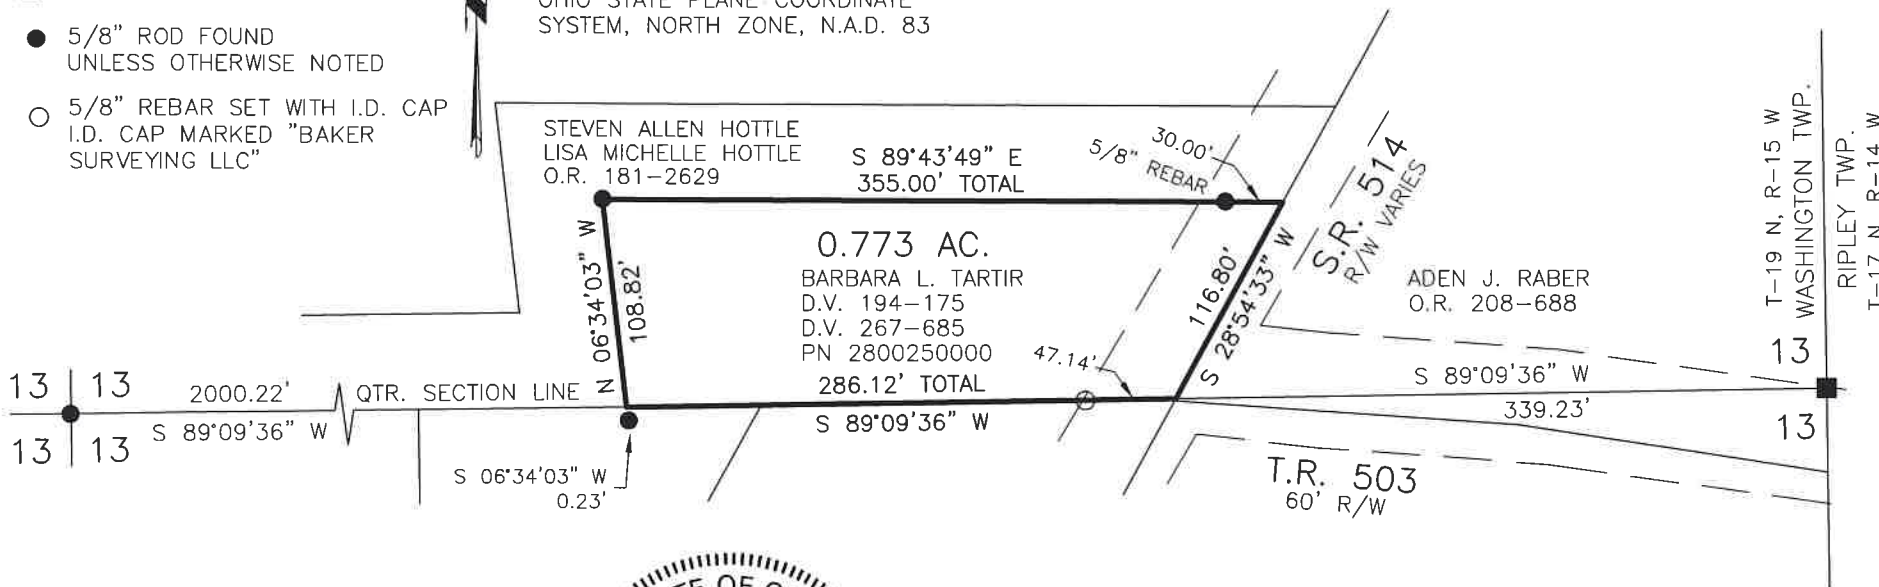 OHIO STATE PLANE COORDINATE
SYSTEM, NORTH ZONE, N.A.D. 83
5/8" ROD FOUND
UNLESS OTHERWISE NOTED
5/8" REBAR SET WITH I.D. CAP
I.D. CAP MARKED "BAKER
SURVEYING LLC"
STEVEN ALLEN HOTTLE
LISA MICHELLE HOTTLE
O.R. 181-2629
S 89°43'49" E
355.00' TOTAL
30.00'
5/8" REBAR
S.R. 514
R/W VARIES
T-19 N, R-15 W
WASHINGTON TWP.
RIPLEY TWP.
T-17 N R-14 W
N 06°34'03" W
108.82'
0.773 AC.
BARBARA L. TARTIR
D.V. 194-175
D.V. 267-685
PN 2800250000
116.80'
S 28°54'33" W
ADEN J. RABER
O.R. 208-688
47.14'
286.12' TOTAL
S 89°09'36" W
13 13
13 13
2000.22'
S 89°09'36" W
QTR. SECTION LINE
S 06°34'03" W
0.23'
S 89°09'36" W
339.23'
13
13
T.R. 503
60' R/W
OF